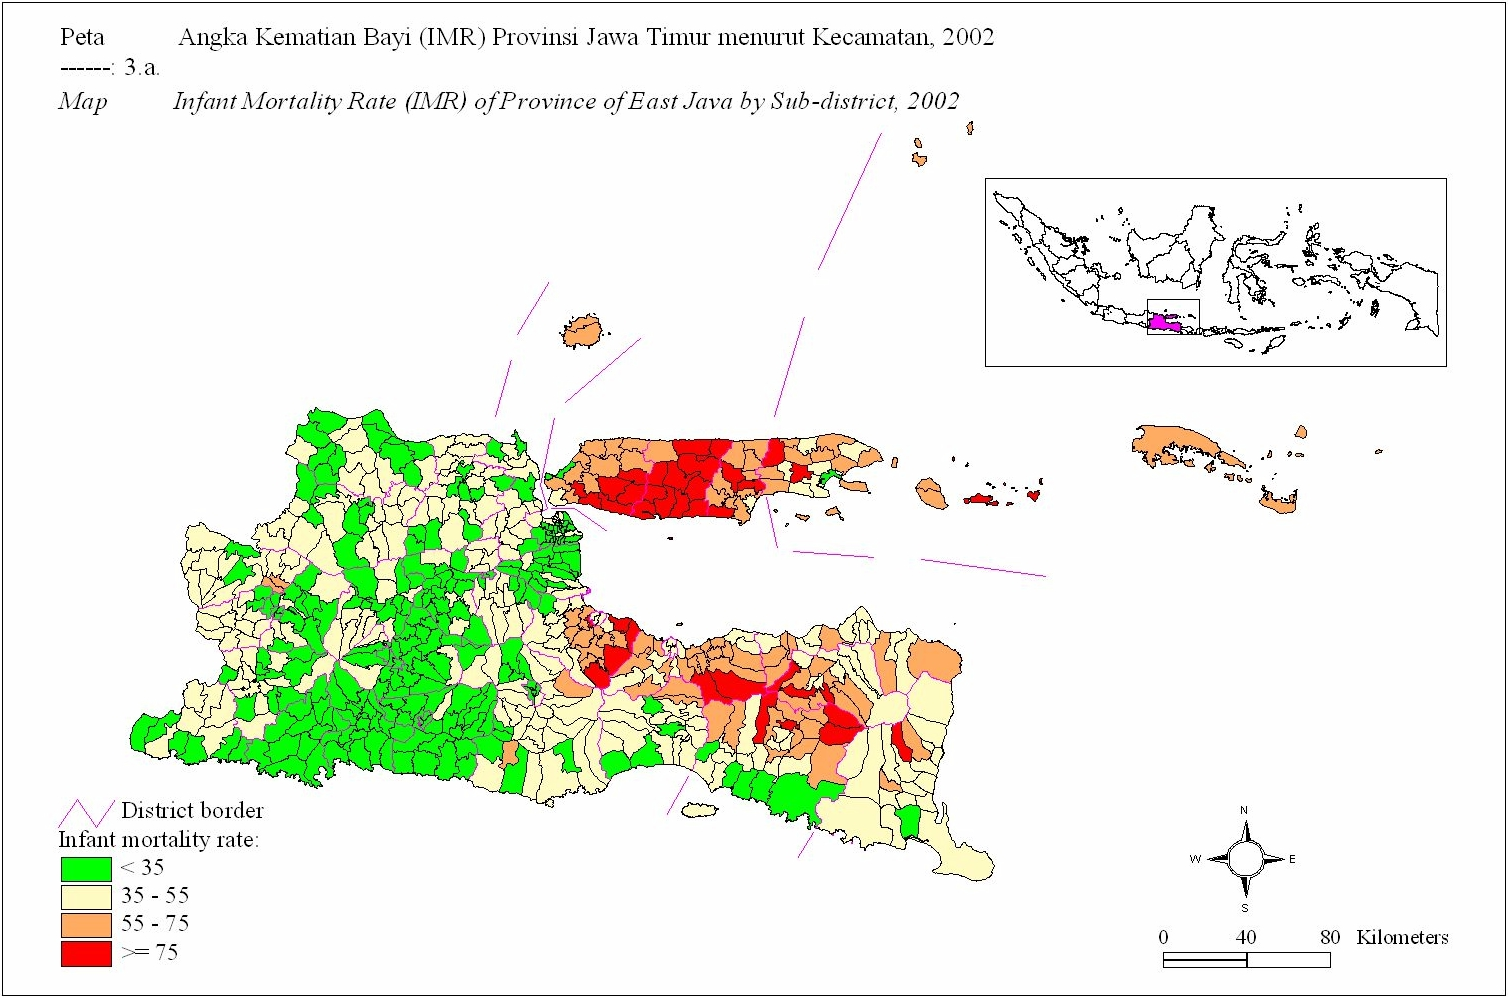 Peta Angka Kematian Bayi (IMR) Provinsi Jawa Timur menurut Kecamatan, 2002
------: 3.a.
Map Infant Mortality Rate (IMR) of Province of East Java by Sub-district, 2002
District border
Infant mortality rate:
< 35
35 - 55
55 - 75
>= 75
N
W E
S
0 40 80 Kilometers